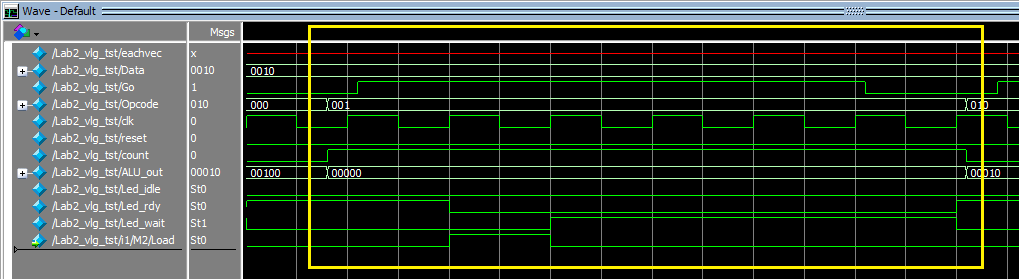 Wave - Default
Msgs
/Lab2_vlg_tst/eachvec x
/Lab2_vlg_tst/Data 0010 0010
/Lab2_vlg_tst/Go 1
/Lab2_vlg_tst/Opcode 010 000 001 010
/Lab2_vlg_tst/clk 0
/Lab2_vlg_tst/reset 0
/Lab2_vlg_tst/count 0
/Lab2_vlg_tst/ALU_out 00010 00100 00000 00010
/Lab2_vlg_tst/Led_idle St0
/Lab2_vlg_tst/Led_rdy St0
/Lab2_vlg_tst/Led_wait St1
/Lab2_vlg_tst/i1/M2/Load St0